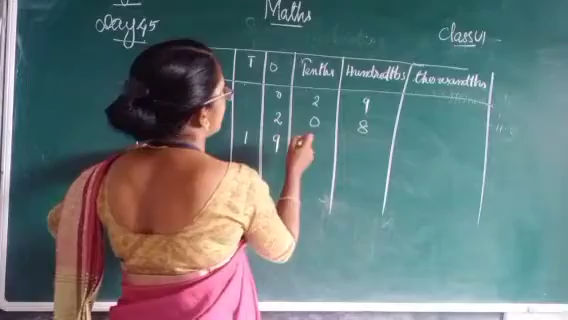 Maths
Day 45
Class VI
T O Tenths Hundredths thousandths
0 2 9
2 0 8
1 9